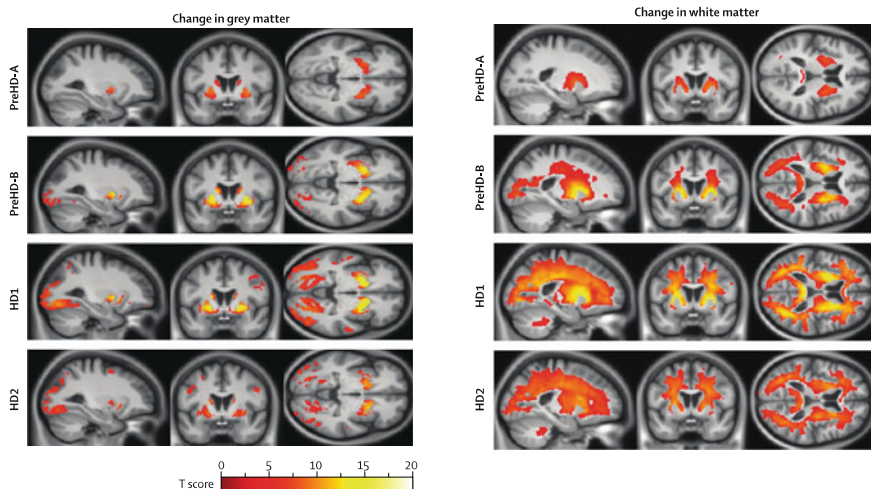 Change in grey matter
PreHD-A
PreHD-B
HD1
HD2
0 5 10 15 20
T score
Change in white matter
PreHD-A
PreHD-B
HD1
HD2